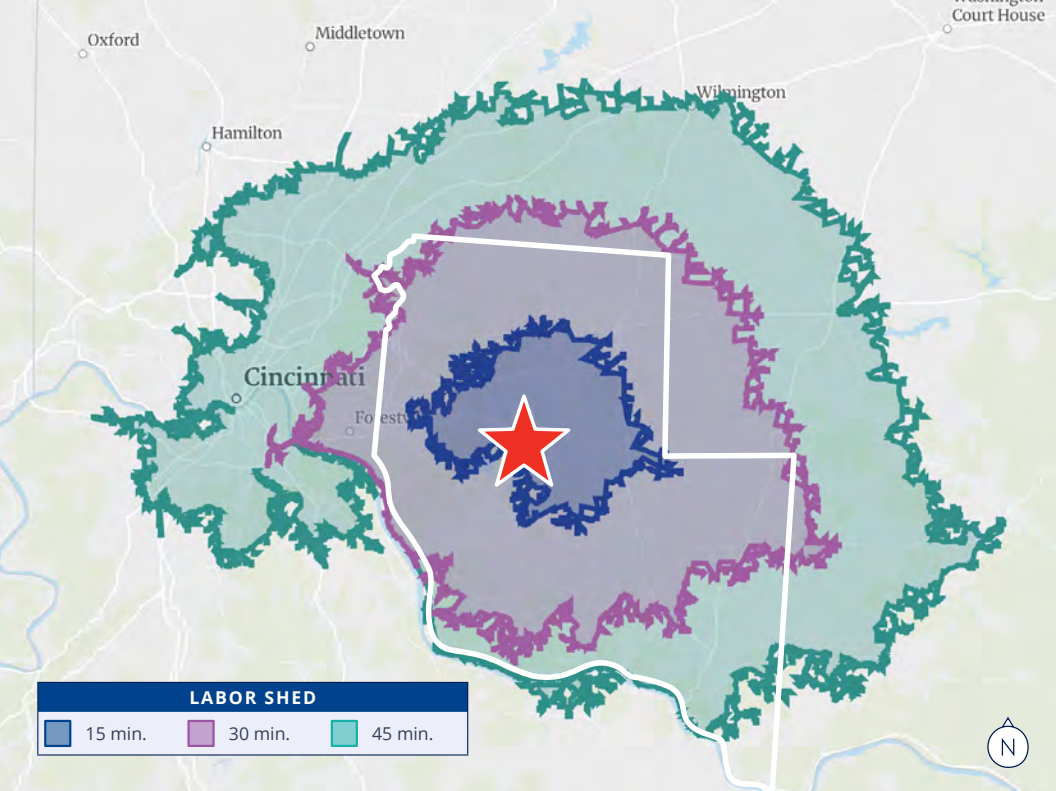 Court House
Oxford
Middletown
Wilmington
Hamilton
Cincinnati
LABOR SHED
15 min.
30 min.
45 min.
N